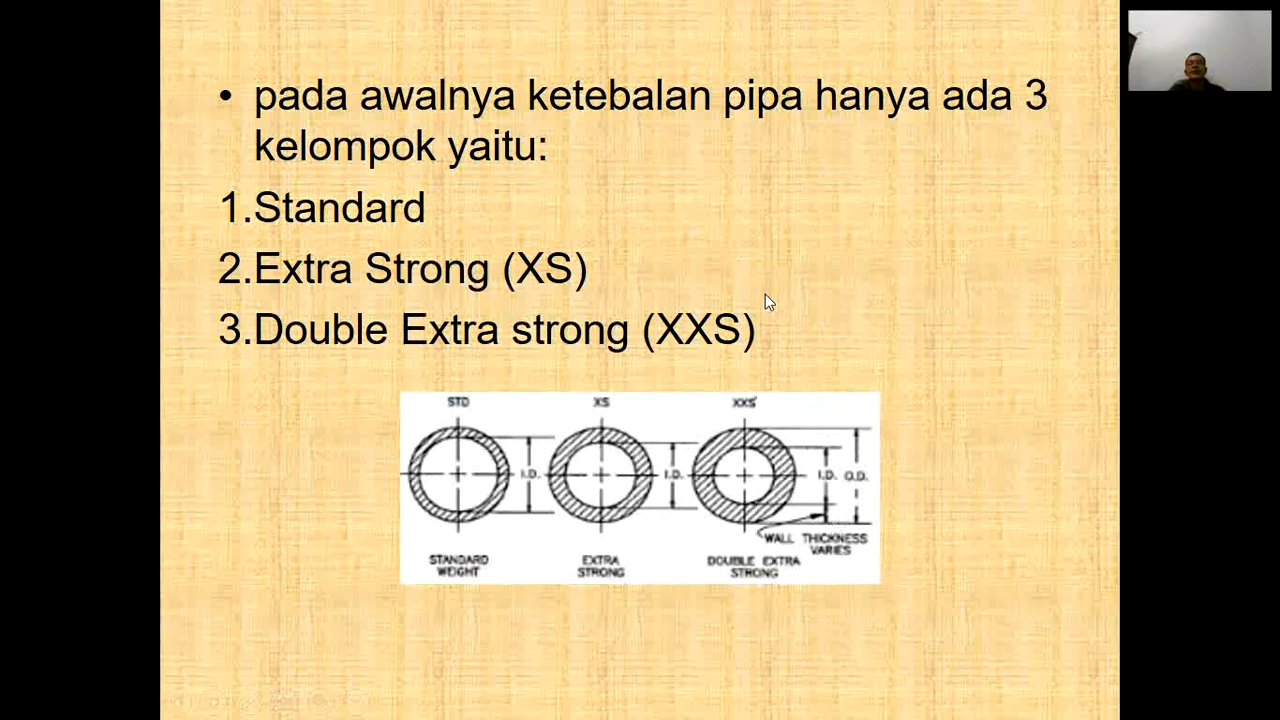 • pada awalnya ketebalan pipa hanya ada 3
kelompok yaitu:
1.Standard
2.Extra Strong (XS)
3.Double Extra strong (XXS)
STD XS XXS
I.D. I.D. I.D. O.D.
WALL THICKNESS
VARIES
STANDARD
WEIGHT
EXTRA
STRONG
DOUBLE EXTRA
STRONG